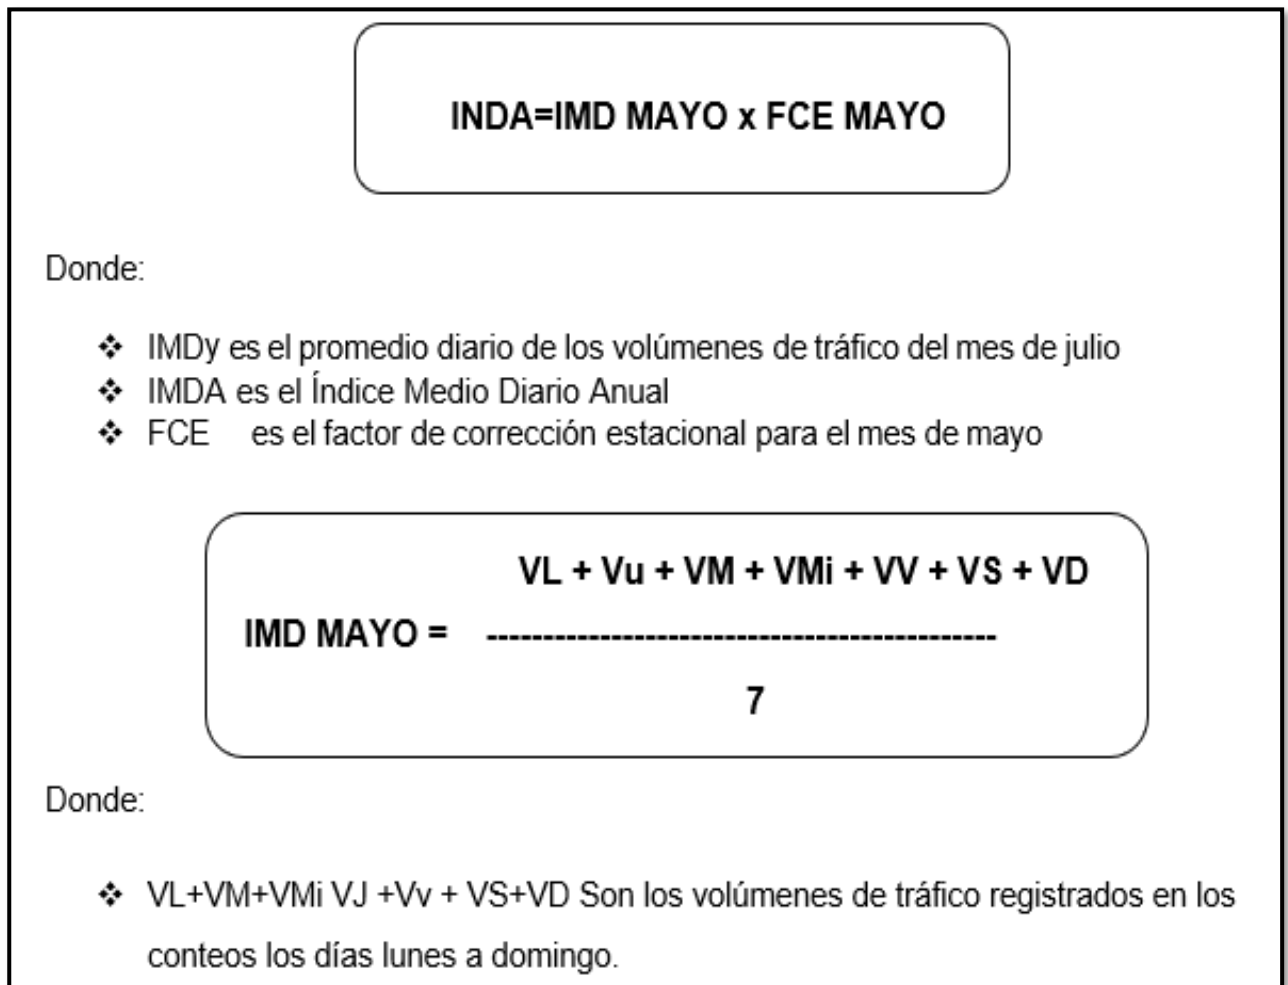 INDA=IMD MAYO x FCE MAYO
Donde:
❖ IMDy es el promedio diario de los volúmenes de tráfico del mes de julio
❖ IMDA es el Índice Medio Diario Anual
❖ FCE es el factor de corrección estacional para el mes de mayo
VL + Vu + VM + VMi + VV + VS + VD
IMD MAYO = ---------------------------------------------
7
Donde:
❖ VL+VM+VMi VJ +Vv + VS+VD Son los volúmenes de tráfico registrados en los
conteos los días lunes a domingo.